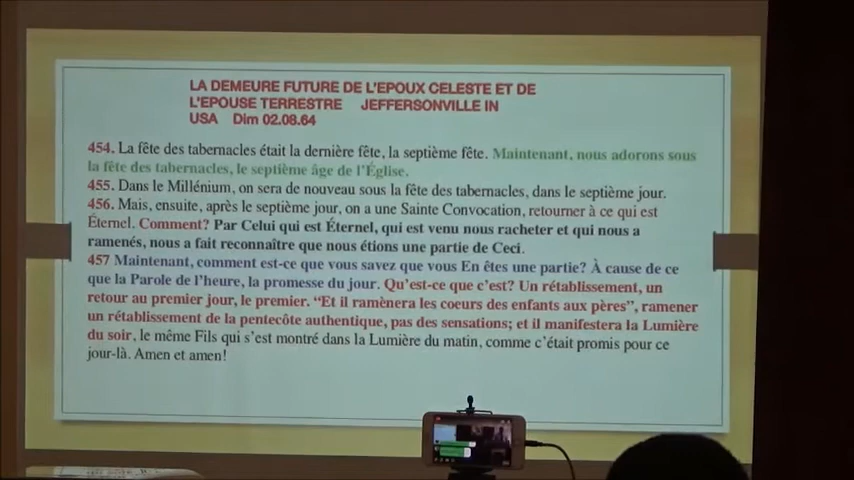 LA DEMEURE FUTURE DE L'EPOUX CELESTE ET DE
L'EPOUSE TERRESTRE JEFFERSONVILLE IN
USA Dim 02.08.64
454. La fête des tabernacles était la dernière fête, la septième fête. Maintenant, nous adorons sous
la fête des tabernacles, le septième âge de l'Église.
455. Dans le Millénium, on sera de nouveau sous la fête des tabernacles, dans le septième jour.
456. Mais, ensuite, après le septième jour, on a une Sainte Convocation, retourner à ce qui est
Éternel. Comment? Par Celui qui est Éternel, qui est venu nous racheter et qui nous a
ramenés, nous a fait reconnaître que nous étions une partie de Ceci.
457 Maintenant, comment est-ce que vous savez que vous En êtes une partie? À cause de ce
que la Parole de l'heure, la promesse du jour. Qu'est-ce que c'est? Un rétablissement, un
retour au premier jour, le premier. “Et il ramènera les coeurs des enfants aux pères”, ramener
un rétablissement de la pentecôte authentique, pas des sensations; et il manifestera la Lumière
du soir, le même Fils qui s'est montré dans la Lumière du matin, comme c'était promis pour ce
jour-là. Amen et amen!